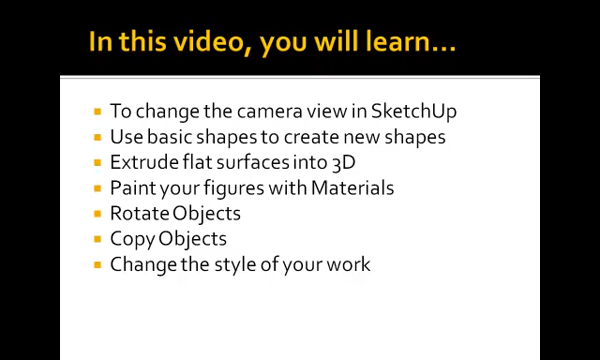 In this video, you will learn...
To change the camera view in SketchUp
Use basic shapes to create new shapes
Extrude flat surfaces into 3D
Paint your figures with Materials
Rotate Objects
Copy Objects
Change the style of your work